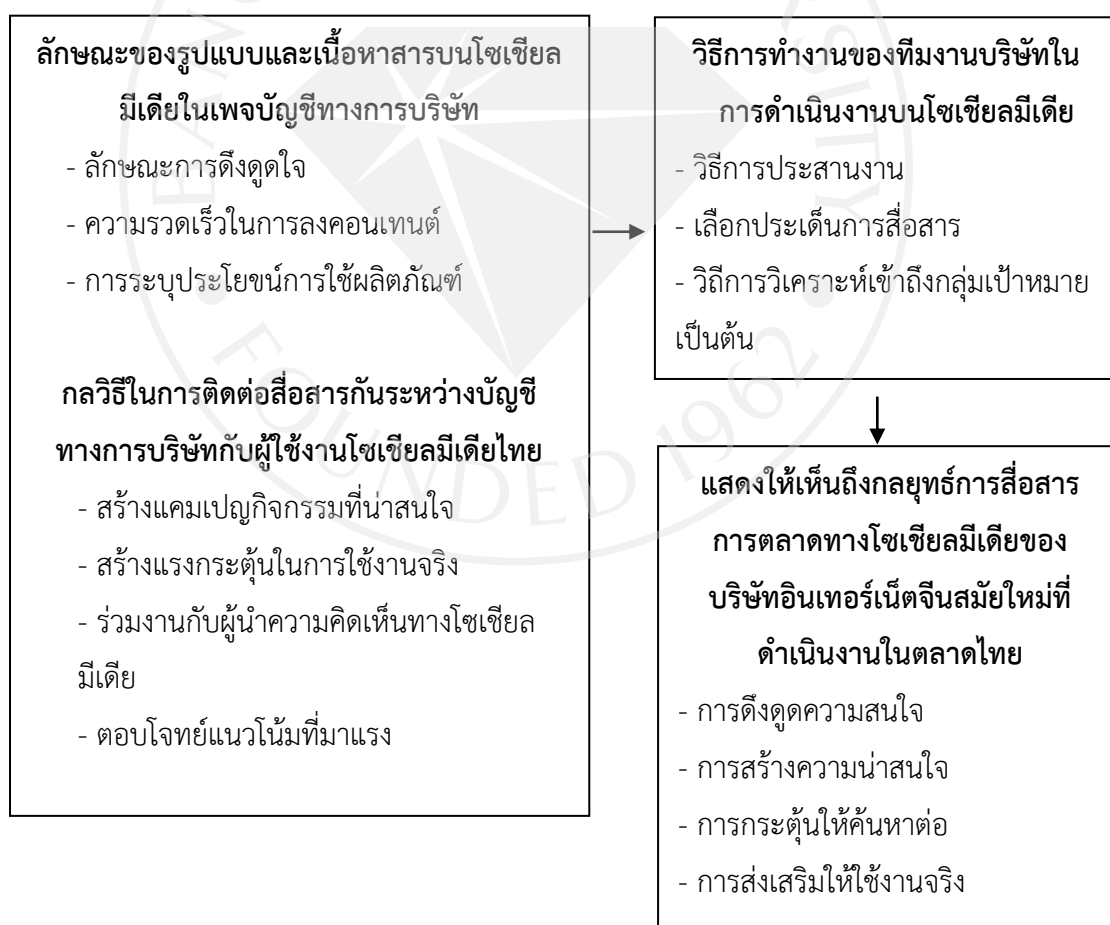 ลักษณะของรูปแบบและเนื้อหาสารบนโซเชียล
มีเดียในเพจบัญชีทางการบริษัท
- ลักษณะการดึงดูดใจ
- ความรวดเร็วในการลงคอนเทนต์
- การระบุประโยขน์การใช้ผลิตภัณฑ์
กลวิธีในการติดต่อสื่อสารกันระหว่างบัญชี
ทางการบริษัทกับผู้ใช้งานโซเชียลมีเดียไทย
- สร้างแคมเปญกิจกรรมที่น่าสนใจ
- สร้างแรงกระตุ้นในการใช้งานจริง
- ร่วมงานกับผู้นำความคิดเห็นทางโซเชียล
มีเดีย
- ตอบโจทย์แนวโน้มที่มาแรง
วิธีการทำงานของทีมงานบริษัทใน
การดำเนินงานบนโซเชียลมีเดีย
- วิธีการประสานงาน
- เลือกประเด็นการสื่อสาร
- วิถีการวิเคราะห์เข้าถึงกลุ่มเป้าหมาย
เป็นต้น
แสดงให้เห็นถึงกลยุทธ์การสื่อสาร
การตลาดทางโซเชียลมีเดียของ
บริษัทอินเทอร์เน็ตจีนสมัยใหม่ที่
ดำเนินงานในตลาดไทย
- การดึงดูดความสนใจ
- การสร้างความน่าสนใจ
- การกระตุ้นให้ค้นหาต่อ
- การส่งเสริมให้ใช้งานจริง
FOUNDED 1962